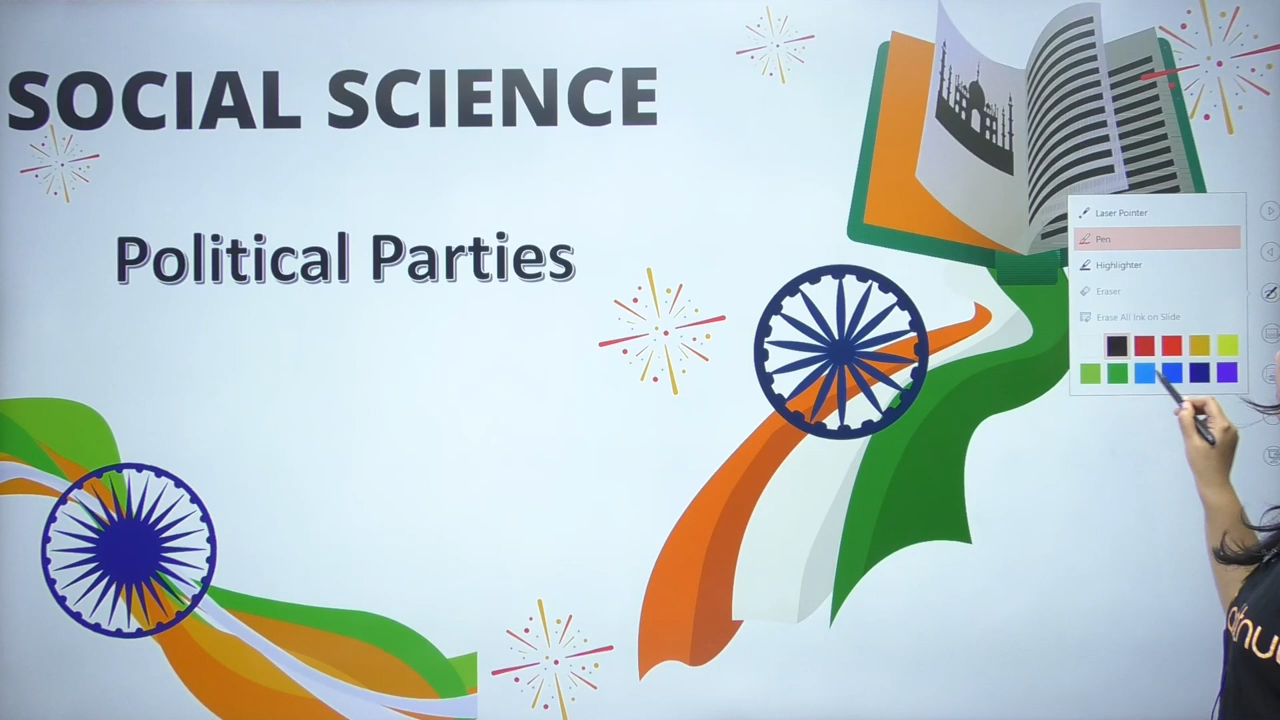 SOCIAL SCIENCE
Political Parties
Laser Pointer
Pen
Highlighter
Eraser
Erase All Ink on Slide